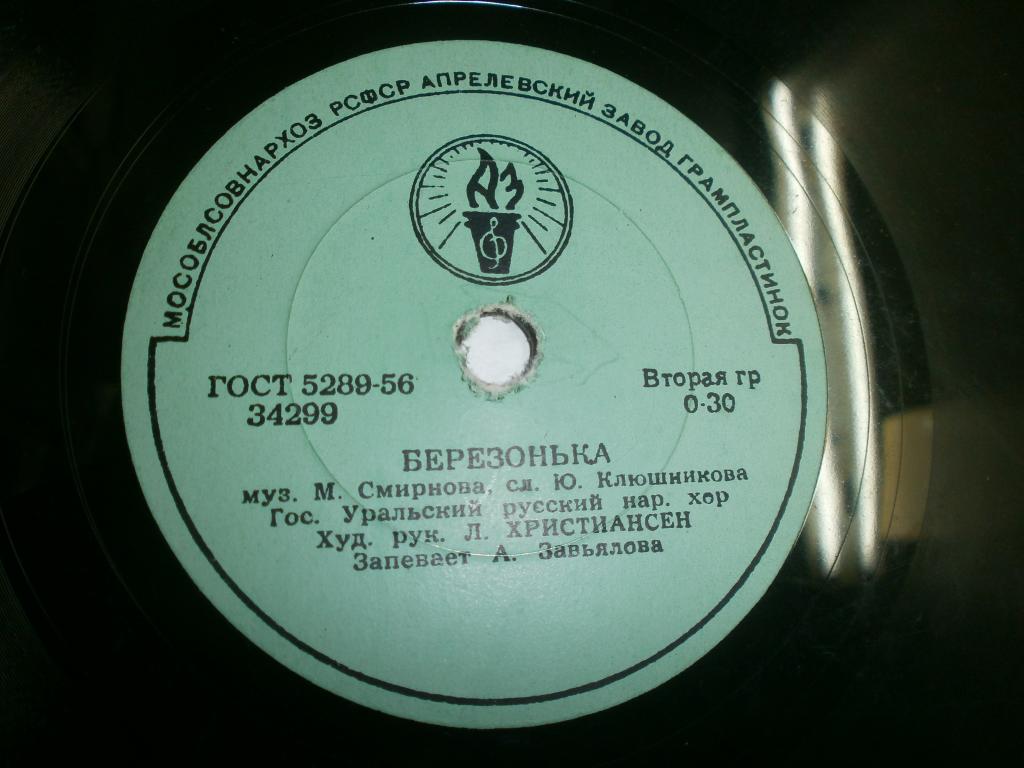 МОСОБЛСОВНАРХОЗ РСФСР АПРЕЛЕВСКИЙ ЗАВОД ГРАМПЛАСТИНОК
АЗ
ГОСТ 5289-56
34299
Вторая гр
0-30
БЕРЕЗОНЬКА
муз. М. Смирнова, сл. Ю. Клюшникова
Гос. Уральский русский нар. хор
Худ. рук. Л. ХРИСТИАНСЕН
Запевает А. Завьялова